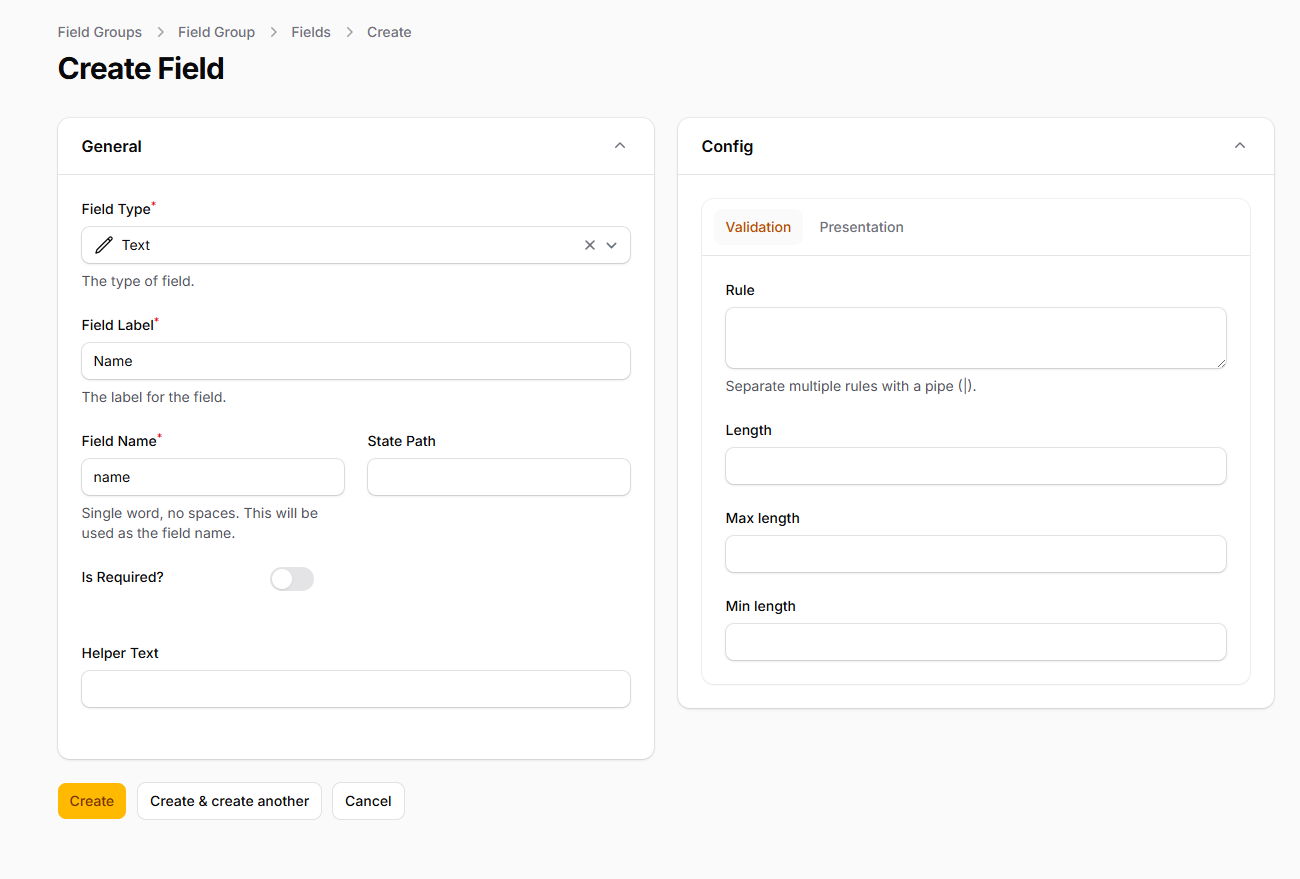 Field Groups > Field Group > Fields > Create
Create Field
General
Field Type*
Text
The type of field.
Field Label*
Name
The label for the field.
Field Name*
State Path
name
Single word, no spaces. This will be
used as the field name.
Is Required?
Helper Text
Config
Validation Presentation
Rule
Separate multiple rules with a pipe (|).
Length
Max length
Min length
Create
Create & create another
Cancel